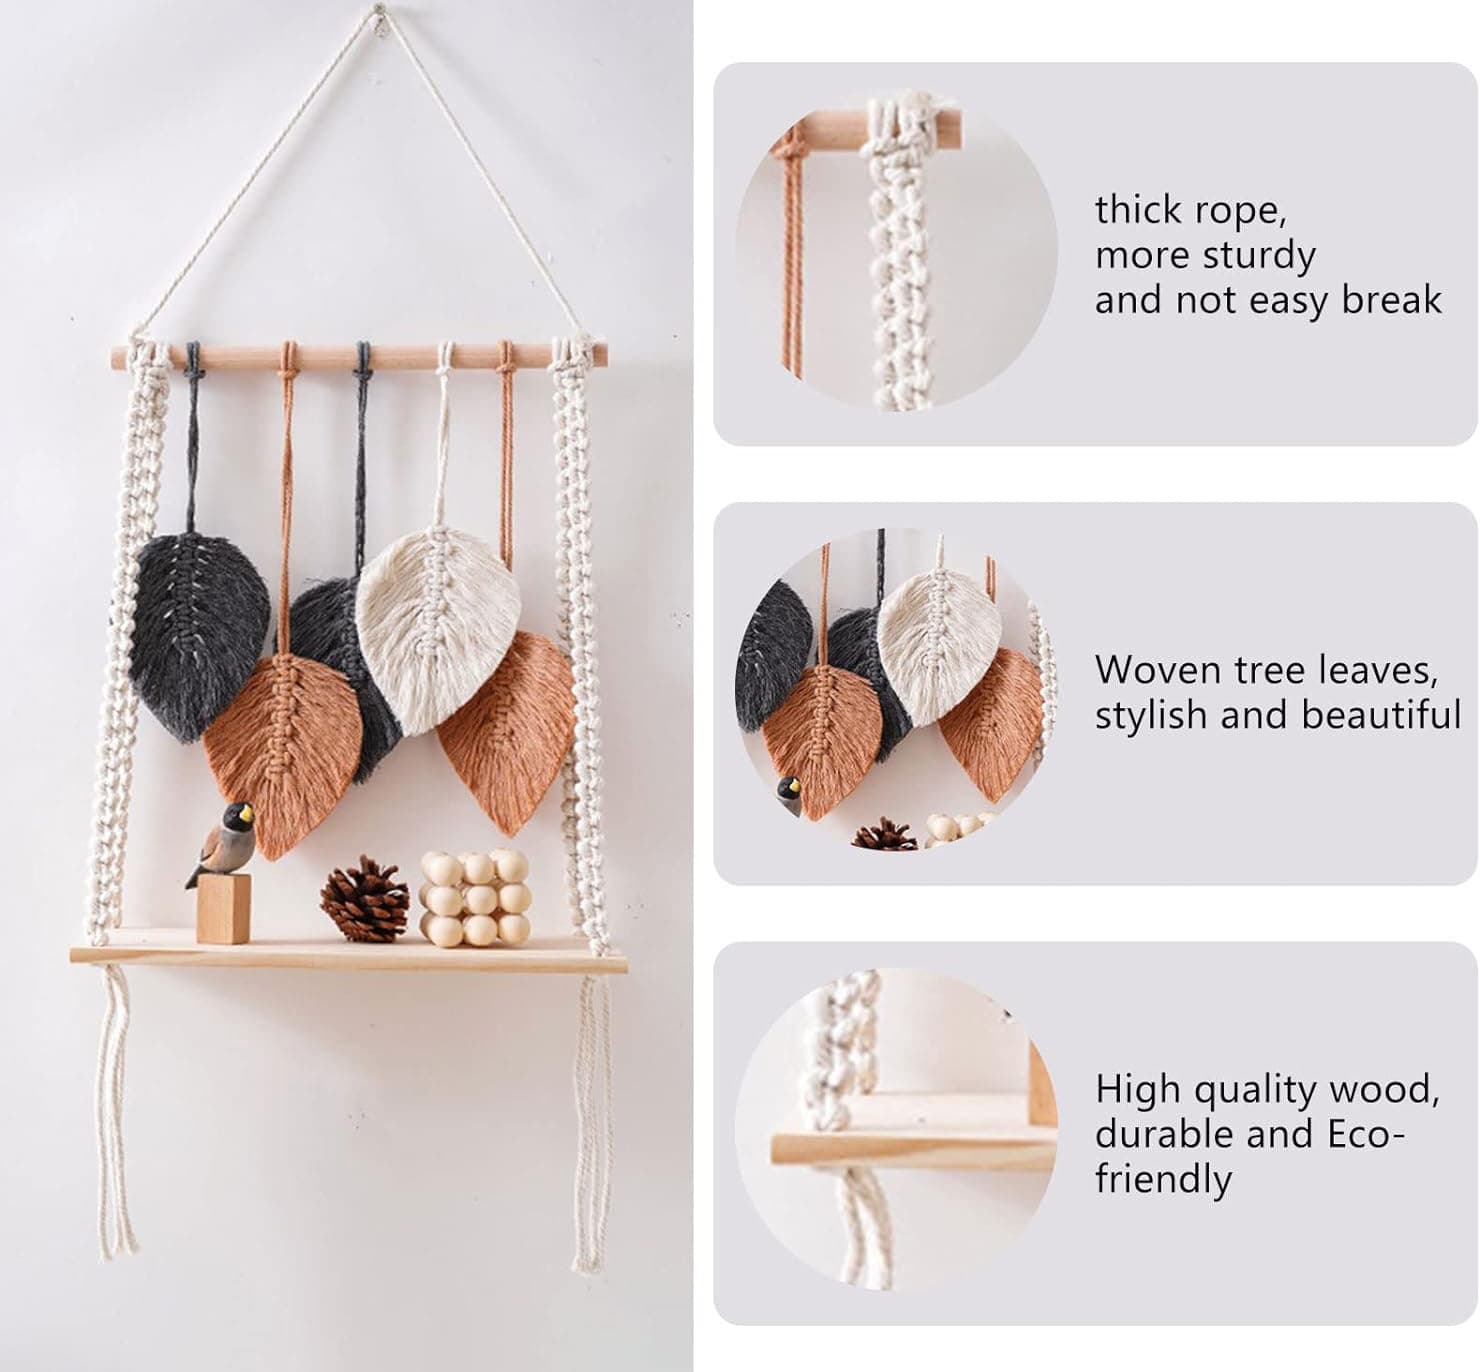 thick rope,
more sturdy
and not easy break
Woven tree leaves,
stylish and beautiful
High quality wood,
durable and Eco-
friendly